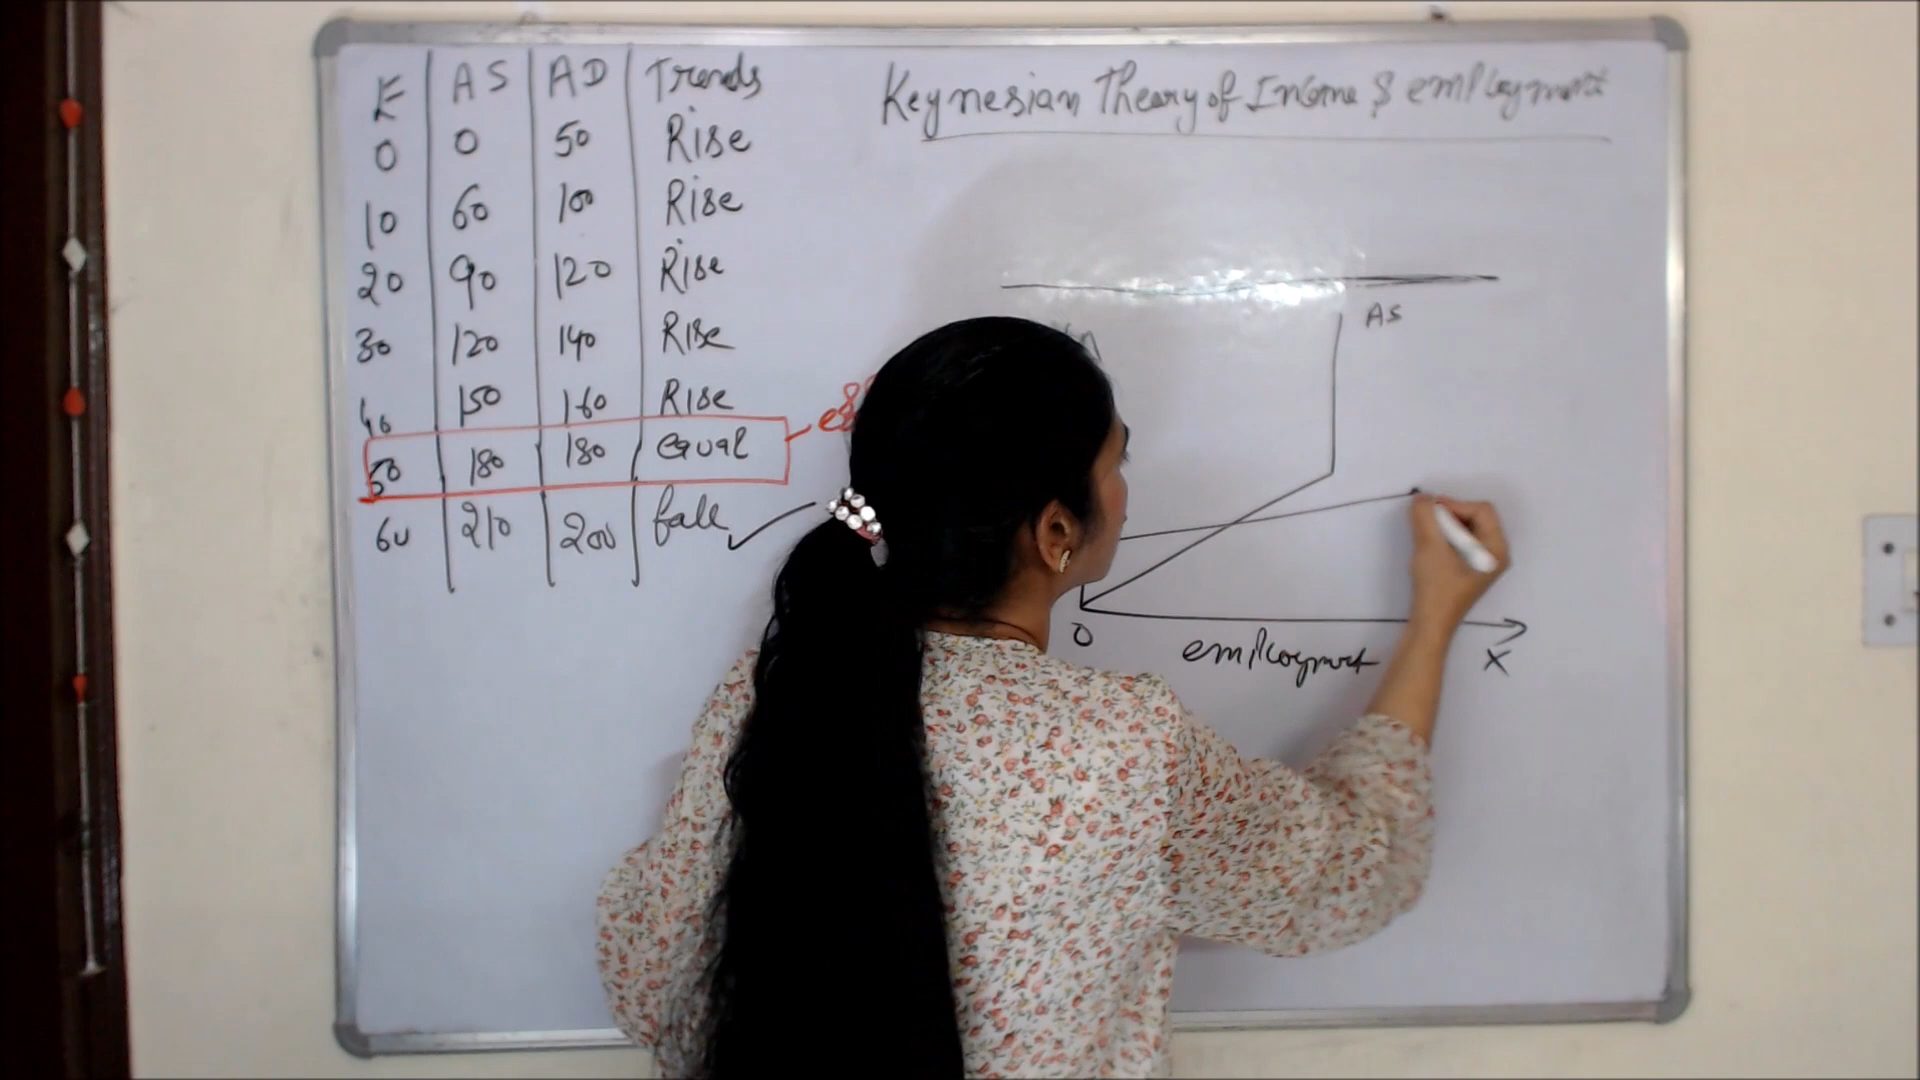 E AS AD Trends
0 0 50 Rise
10 60 100 Rise
20 90 120 Rise
30 120 140 Rise
40 150 160 Rise
50 180 180 equal
60 210 200 fall
Keynesian Theory of Income & employment
AS
0
employment
X